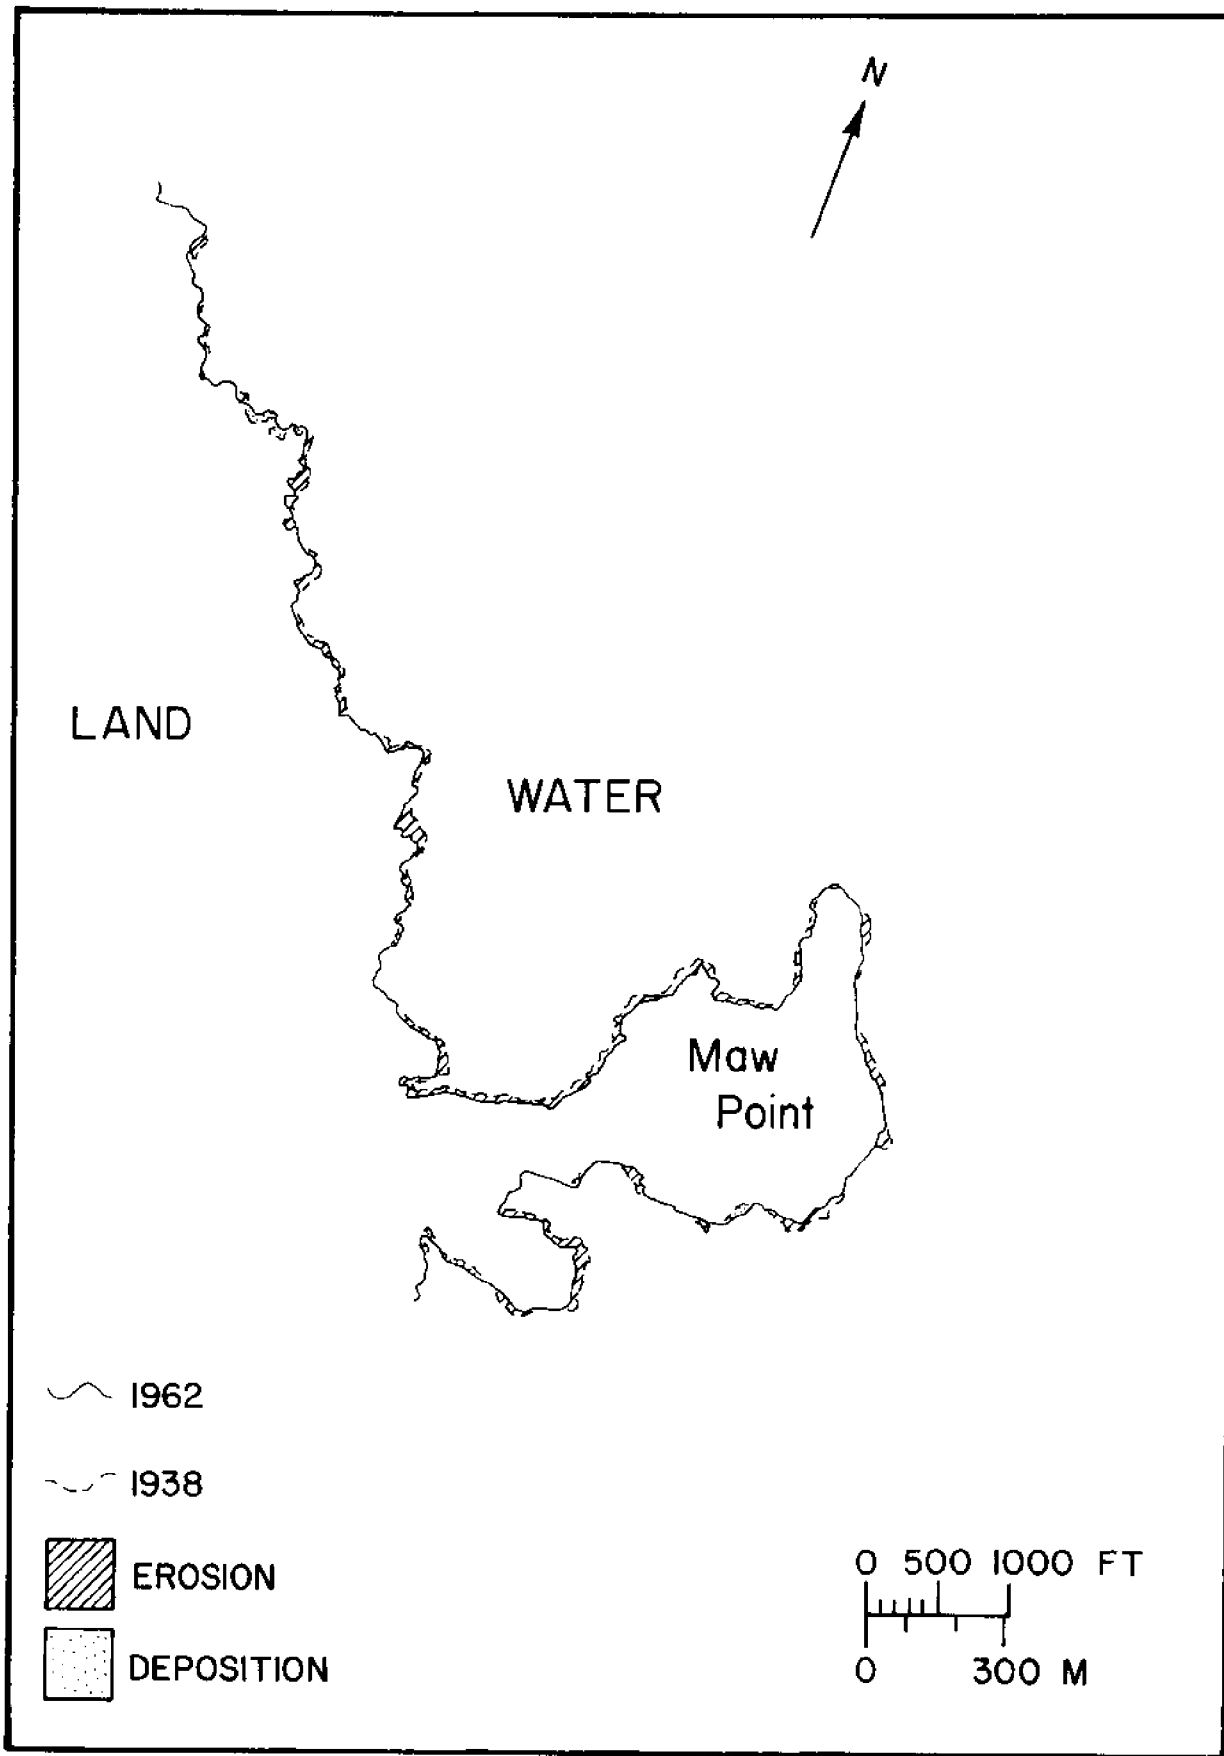 N
LAND
WATER
Maw
Point
1962
1938
EROSION
DEPOSITION
0 500 1000 FT
0 300 M